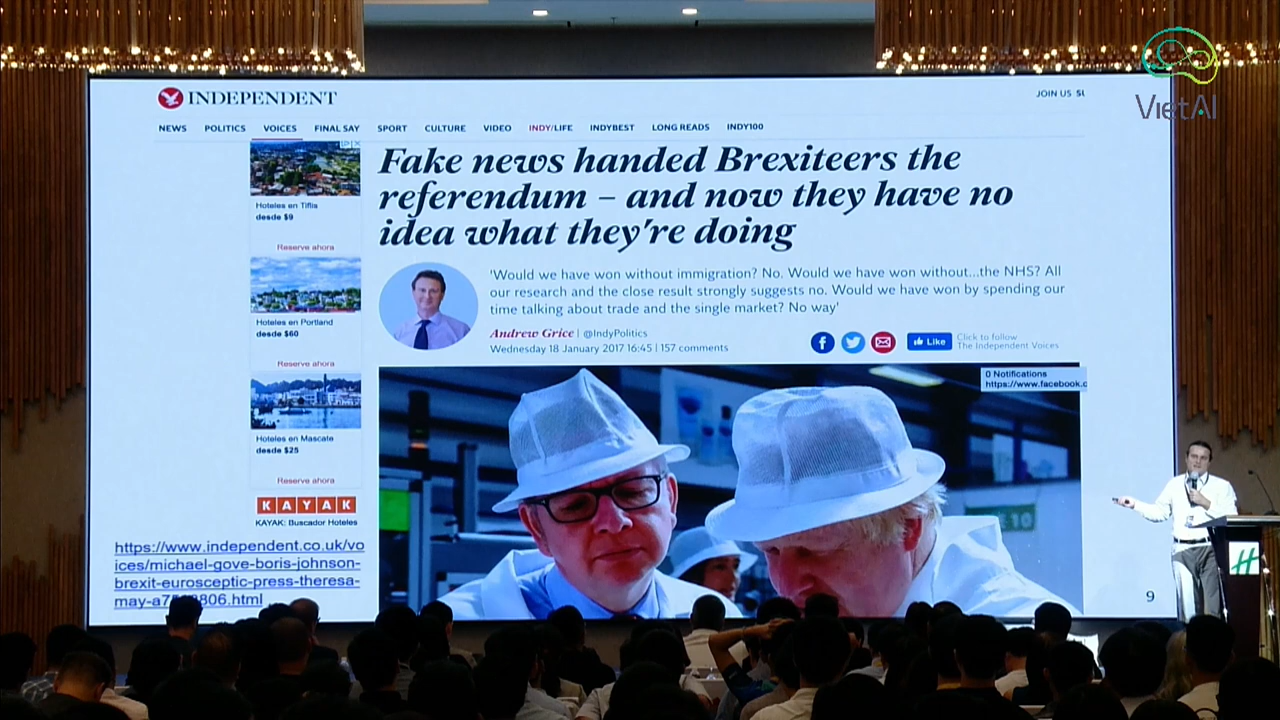 VietAI
INDEPENDENT
JOIN US
NEWS POLITICS VOICES FINAL SAY SPORT CULTURE VIDEO INDY/LIFE INDYBEST LONG READS INDY100
Fake news handed Brexiteers the
referendum – and now they have no
idea what they're doing
'Would we have won without immigration? No. Would we have won without...the NHS? All
our research and the close result strongly suggests no. Would we have won by spending our
time talking about trade and the single market? No way'
Andrew Grice | @IndyPolitics
Wednesday 18 January 2017 16:45 | 157 comments
Like
Click to follow
The Independent Voices
0 Notifications
https://www.facebook.c
Hoteles en Tiflis
desde $9
Reserve ahora
Hoteles en Portland
desde $60
Reserve ahora
Hoteles en Mascate
desde $25
Reserve ahora
KAYAK
KAYAK: Buscador Hoteles
https://www.independent.co.uk/vo
ices/michael-gove-boris-johnson-
brexit-eurosceptic-press-theresa-
9
10
H